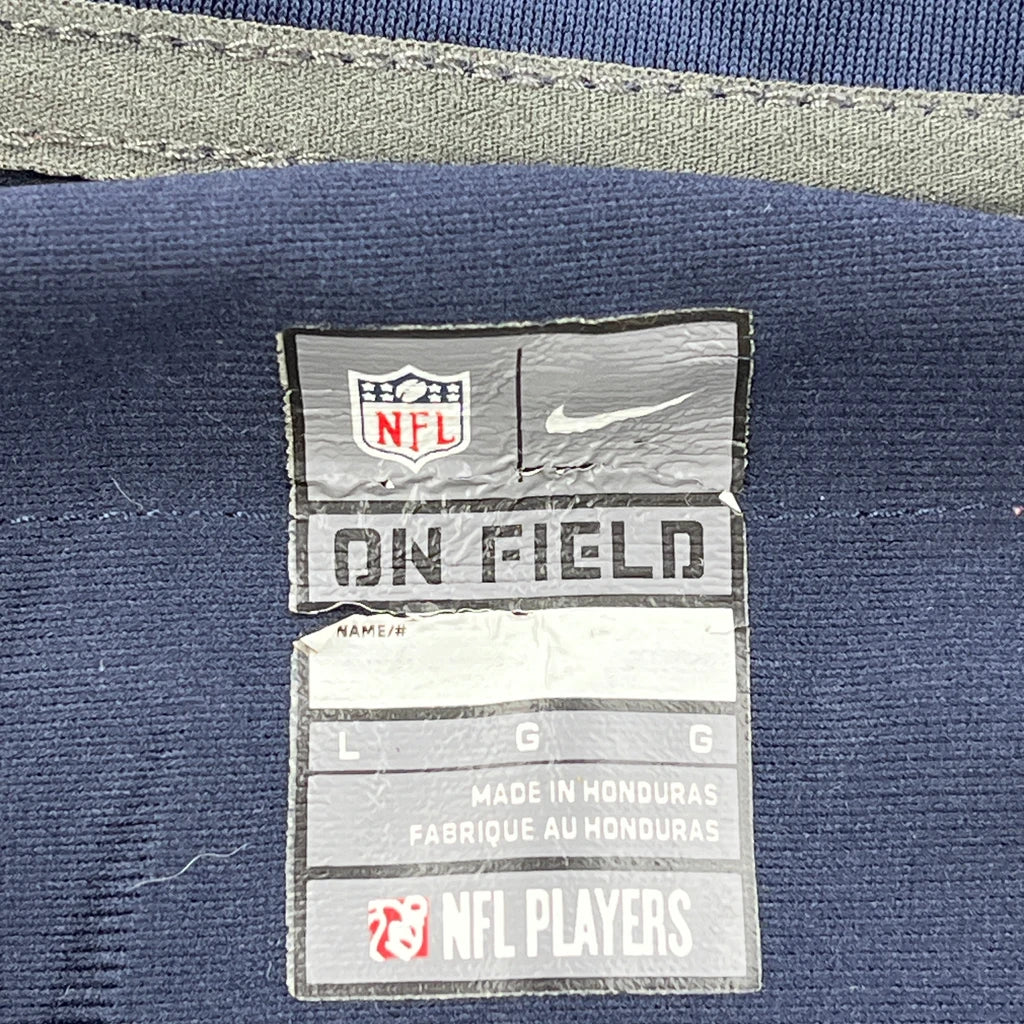 NFL
ON FIELD
NAME/#
L G G
MADE IN HONDURAS
FABRIQUE AU HONDURAS
NFL PLAYERS